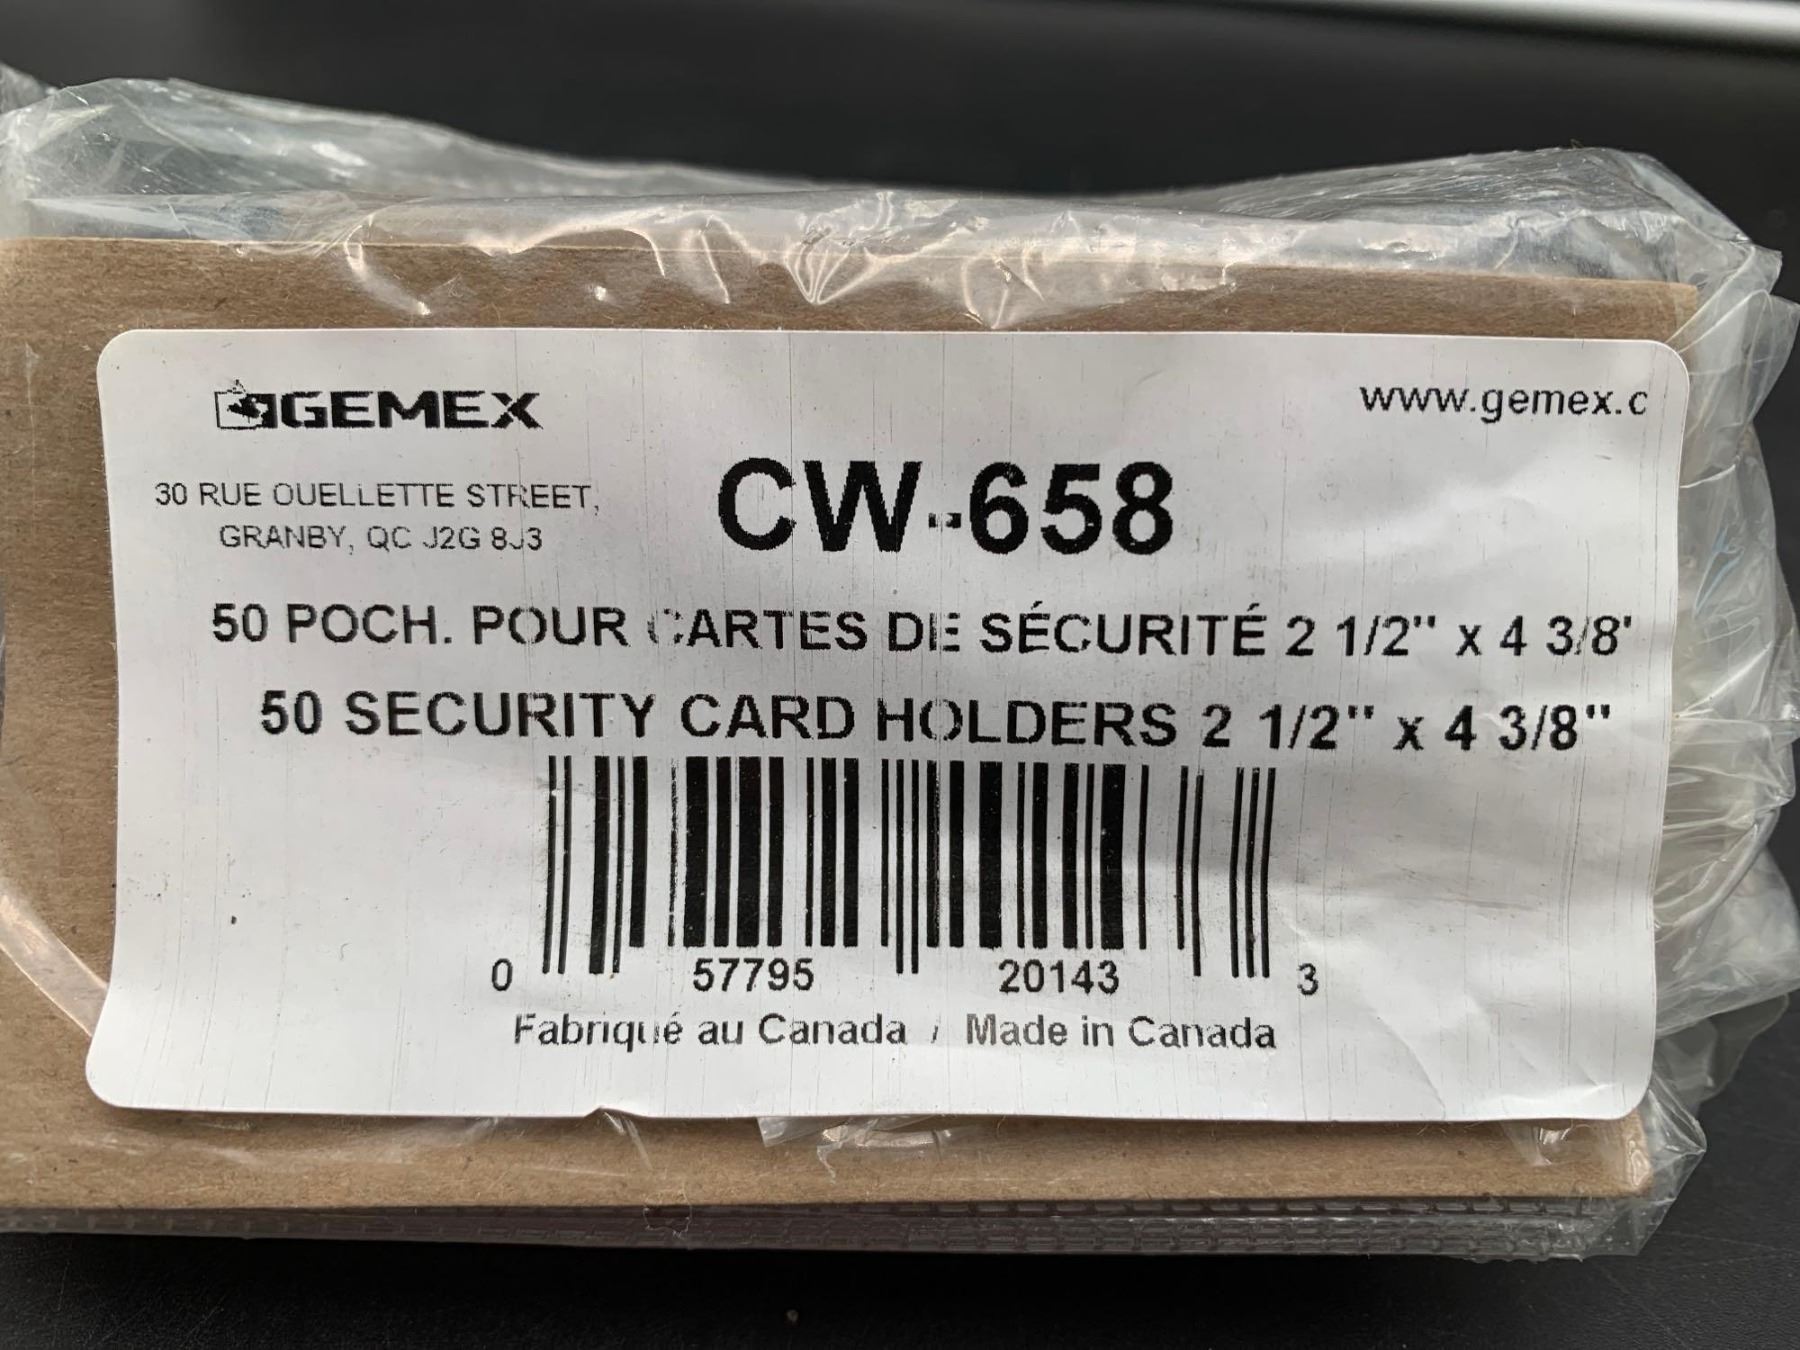 GEMEX
www.gemex.c
30 RUE OUELLETTE STREET,
GRANBY, QC J2G 8J3
CW-658
50 POCH. POUR CARTES DE SÉCURITÉ 2 1/2" x 4 3/8'
50 SECURITY CARD HOLDERS 2 1/2" x 4 3/8"
0 57795 20143 3
Fabriqué au Canada / Made in Canada